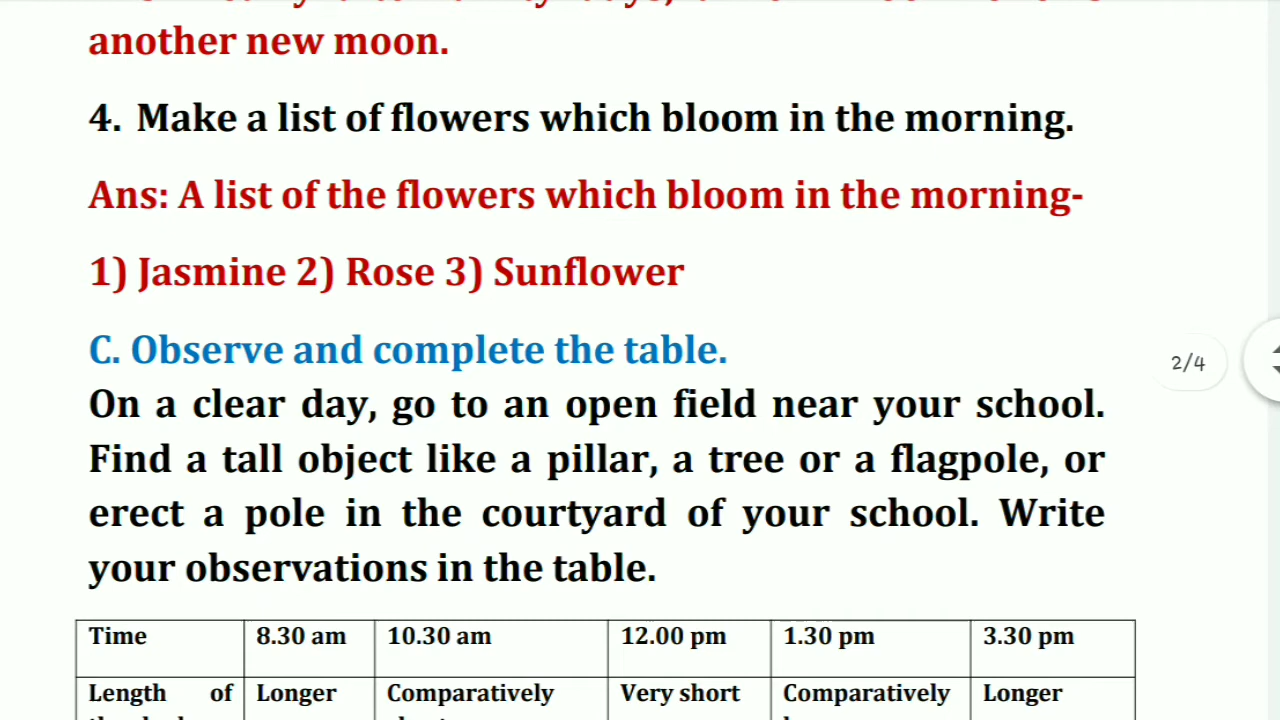 another new moon.
4. Make a list of flowers which bloom in the morning.
Ans: A list of the flowers which bloom in the morning-
1) Jasmine 2) Rose 3) Sunflower
C. Observe and complete the table.
On a clear day, go to an open field near your school.
Find a tall object like a pillar, a tree or a flagpole, or
erect a pole in the courtyard of your school. Write
your observations in the table.
2/4
Time 8.30 am 10.30 am 12.00 pm 1.30 pm 3.30 pm
Length of Longer Comparatively Very short Comparatively Longer